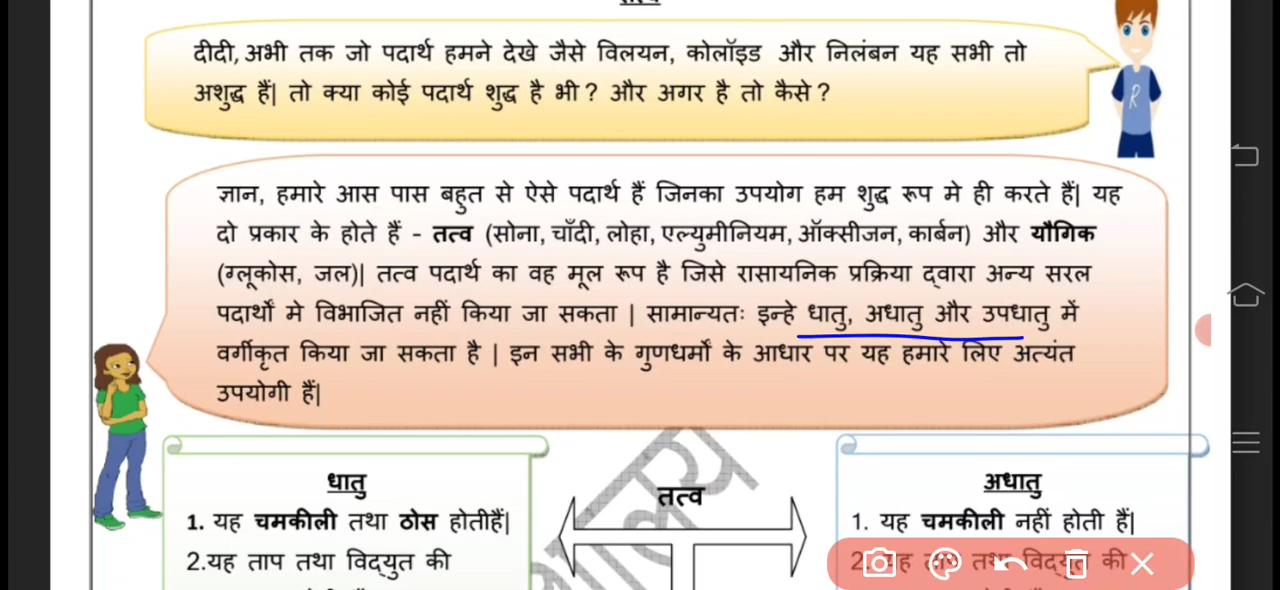 दीदी, अभी तक जो पदार्थ हमने देखे जैसे विलयन, कोलॉइड और निलंबन यह सभी तो
अशुद्ध हैं| तो क्या कोई पदार्थ शुद्ध है भी ? और अगर है तो कैसे ?
R
ज्ञान, हमारे आस पास बहुत से ऐसे पदार्थ हैं जिनका उपयोग हम शुद्ध रूप मे ही करते हैं| यह
दो प्रकार के होते हैं - तत्व (सोना, चाँदी, लोहा, एल्युमीनियम, ऑक्सीजन, कार्बन) और यौगिक
(ग्लूकोस, जल)| तत्व पदार्थ का वह मूल रूप है जिसे रासायनिक प्रक्रिया द्वारा अन्य सरल
पदार्थों मे विभाजित नहीं किया जा सकता | सामान्यतः इन्हे धातु, अधातु और उपधातु में
वर्गीकृत किया जा सकता है | इन सभी के गुणधर्मों के आधार पर यह हमारे लिए अत्यंत
उपयोगी हैं|
धातु
1. यह चमकीली तथा ठोस होतीहैं|
2.यह ताप तथा विद्युत की
तत्व
अधातु
1. यह चमकीली नहीं होती हैं|
2. यह ताप तथा विद्युत की